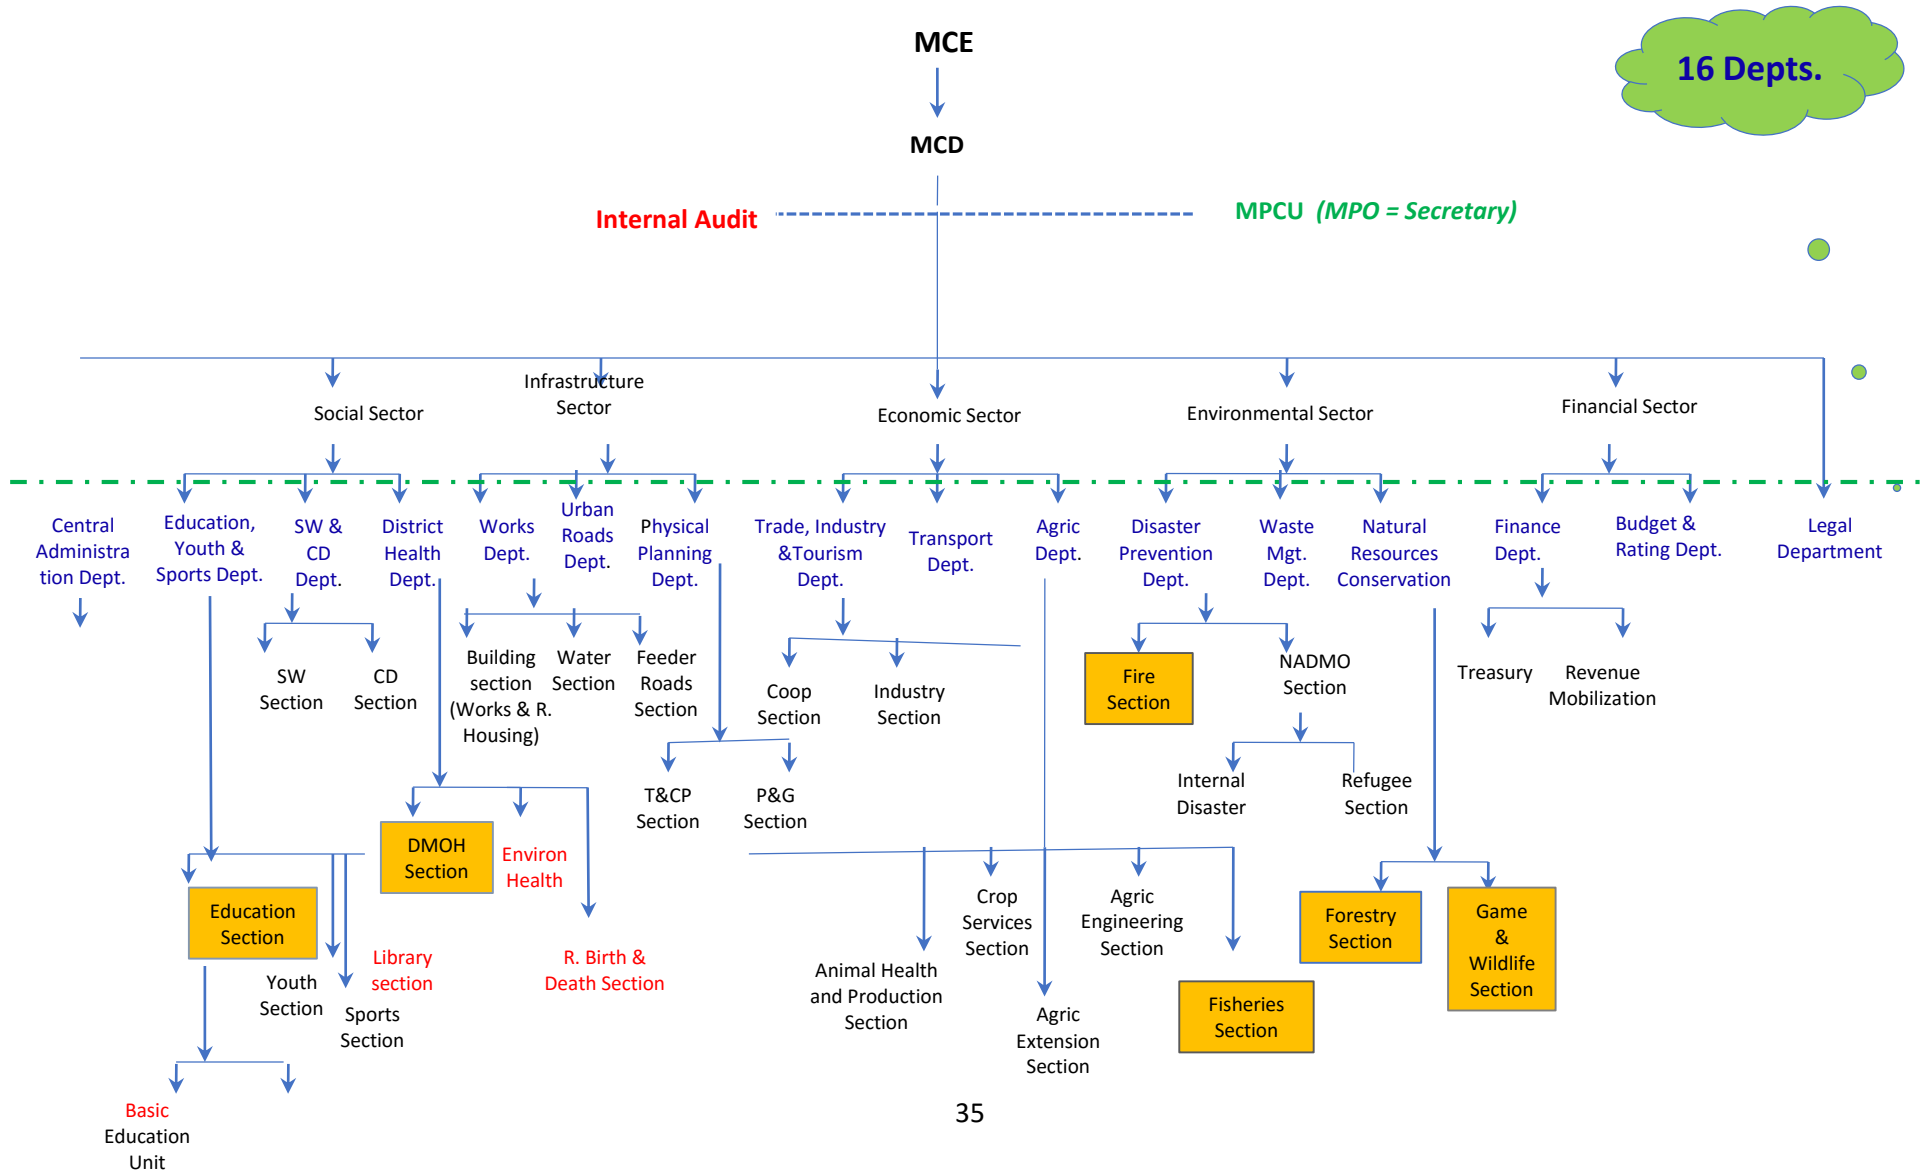 MCE
16 Depts.
MCD
Internal Audit
MPCU (MPO = Secretary)
Social Sector
Infrastructure
Sector
Economic Sector
Environmental Sector
Financial Sector
Central
Administra
tion Dept.
Education,
Youth &
Sports Dept.
SW &
CD
Dept.
District
Health
Dept.
Works
Dept.
Urban
Roads
Dept.
Physical
Planning
Dept.
Trade, Industry
&Tourism
Dept.
Transport
Dept.
Agric
Dept.
Disaster
Prevention
Dept.
Waste
Mgt.
Dept.
Natural
Resources
Conservation
Finance
Dept.
Budget &
Rating Dept.
Legal
Department
SW
Section
CD
Section
Building
section
(Works & R.
Housing)
Water
Section
Feeder
Roads
Section
Coop
Section
Industry
Section
Fire
Section
NADMO
Section
Treasury
Revenue
Mobilization
T&CP
Section
P&G
Section
Internal
Disaster
Refugee
Section
DMOH
Section
Environ
Health
Education
Section
Youth
Section
Sports
Section
Library
section
R. Birth &
Death Section
Animal Health
and Production
Section
Crop
Services
Section
Agric
Extension
Section
Agric
Engineering
Section
Fisheries
Section
Forestry
Section
Game
&
Wildlife
Section
Basic
Education
Unit
35